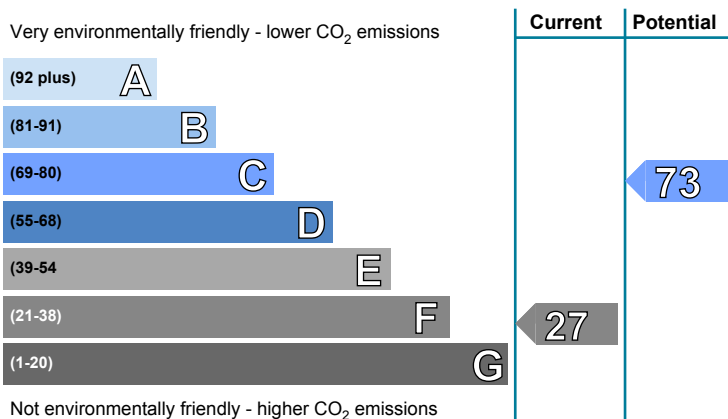 Current Potential
Very environmentally friendly - lower CO2 emissions
(92 plus) A
(81-91) B
(69-80) C
73
(55-68) D
(39-54 E
(21-38) F
27
(1-20) G
Not environmentally friendly - higher CO2 emissions